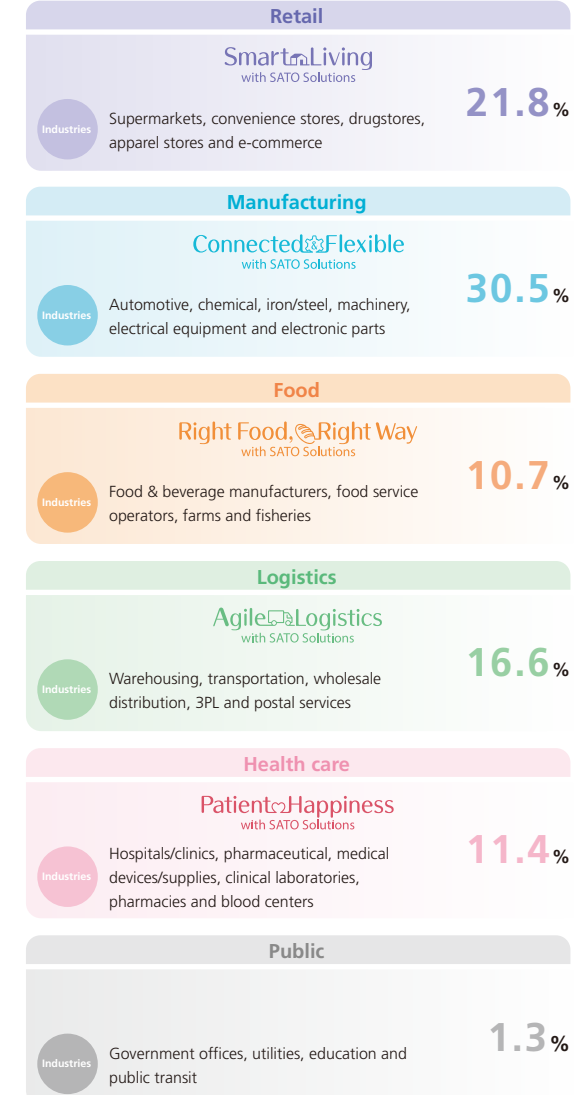 Retail
Smart Living
with SATO Solutions
21.8%
Industries
Supermarkets, convenience stores, drugstores,
apparel stores and e-commerce
Manufacturing
Connected & Flexible
with SATO Solutions
30.5%
Industries
Automotive, chemical, iron/steel, machinery,
electrical equipment and electronic parts
Food
Right Food, Right Way
with SATO Solutions
10.7%
Industries
Food & beverage manufacturers, food service
operators, farms and fisheries
Logistics
Agile Logistics
with SATO Solutions
16.6%
Industries
Warehousing, transportation, wholesale
distribution, 3PL and postal services
Health care
Patient Happiness
with SATO Solutions
11.4%
Industries
Hospitals/clinics, pharmaceutical, medical
devices/supplies, clinical laboratories,
pharmacies and blood centers
Public
1.3%
Industries
Government offices, utilities, education and
public transit